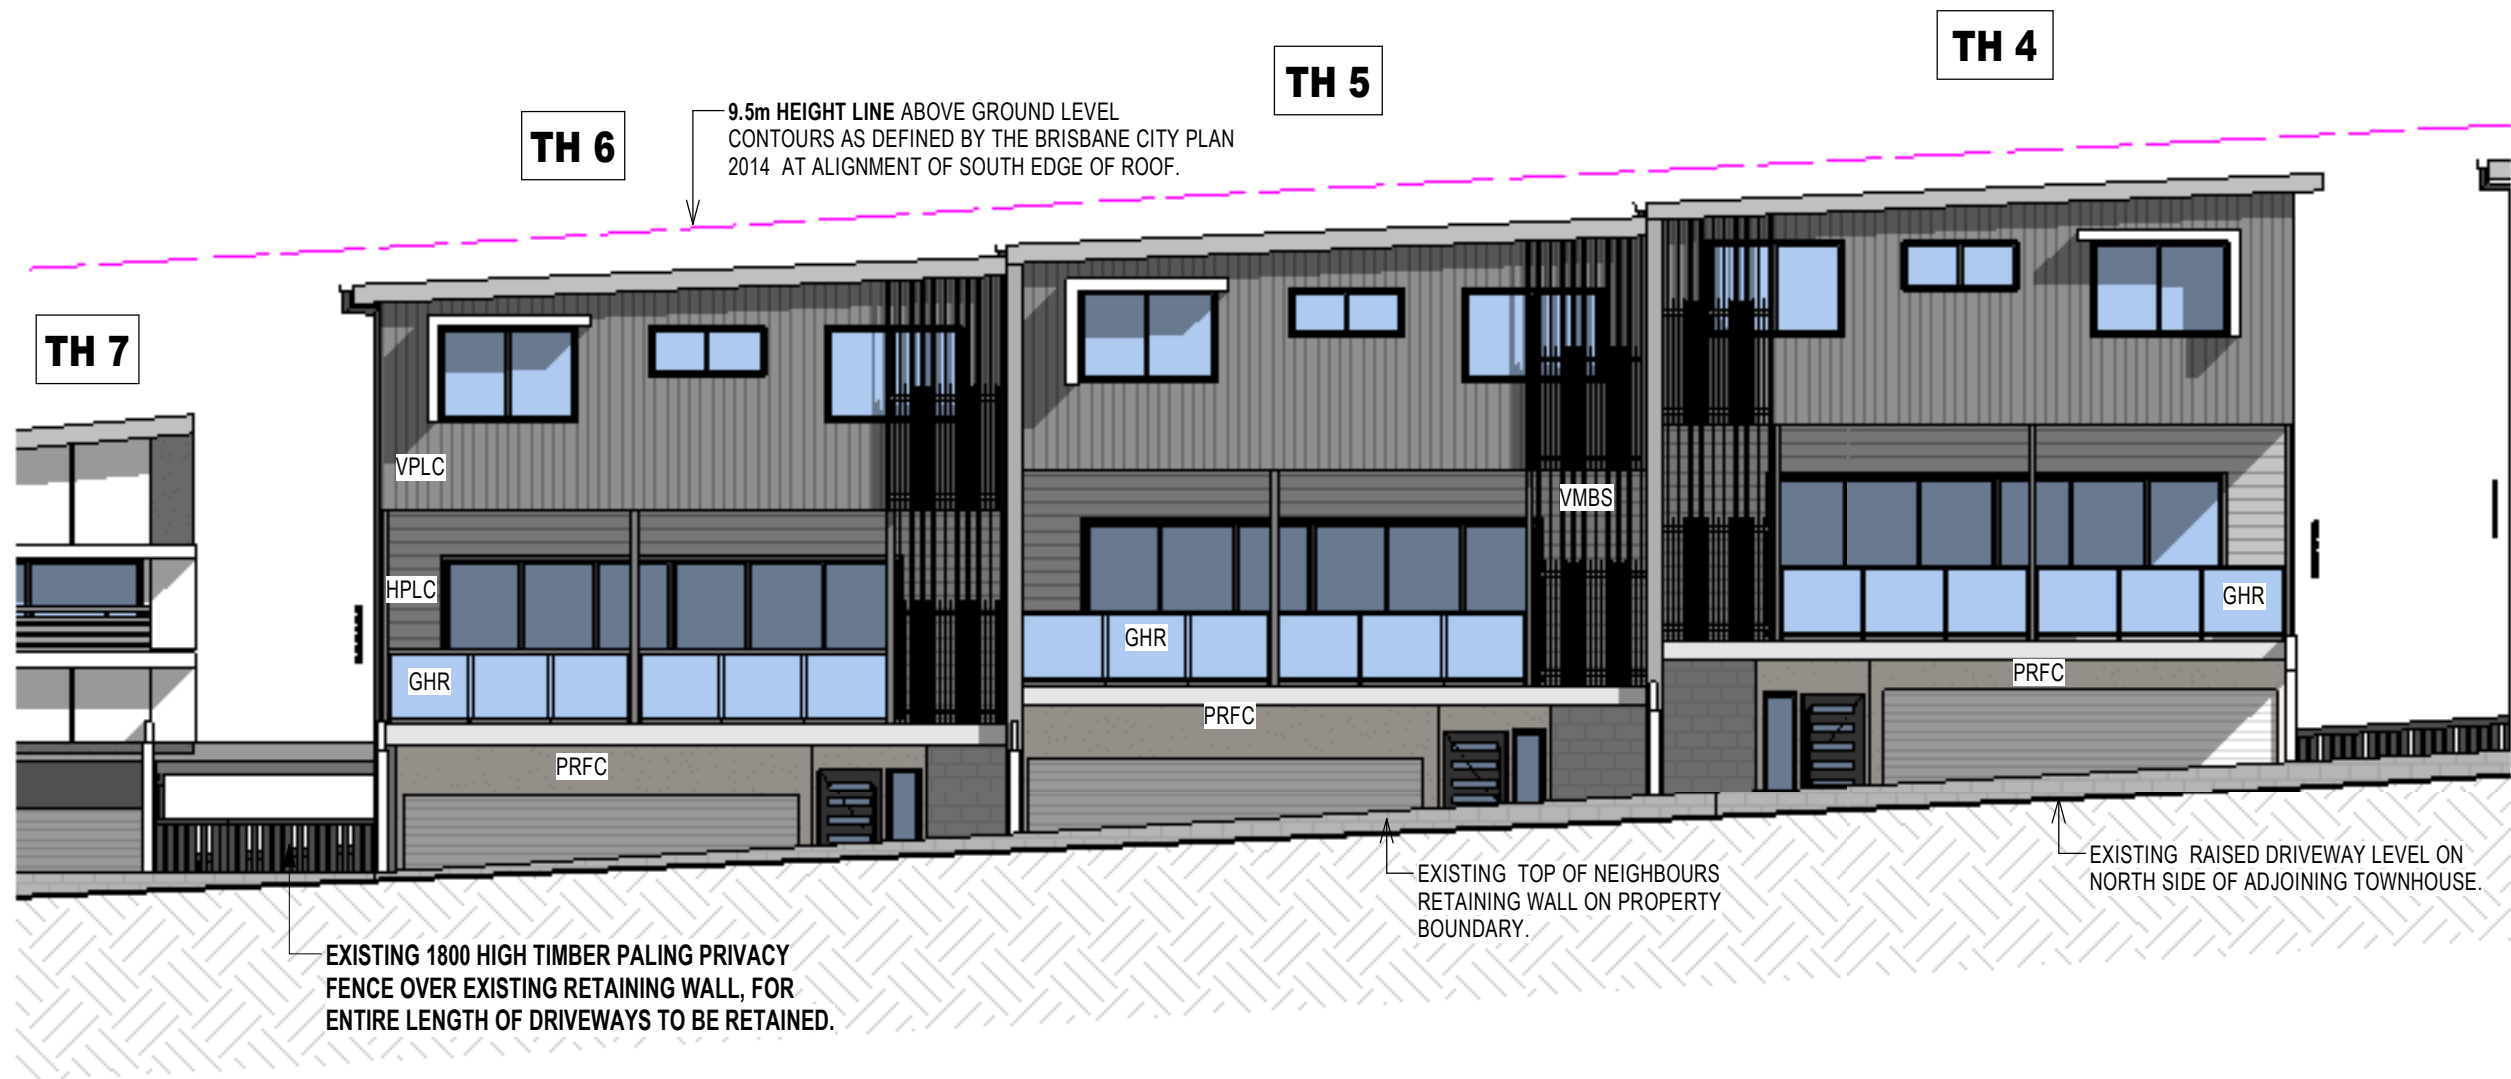 TH 4
TH 5
TH 6
9.5m HEIGHT LINE ABOVE GROUND LEVEL
CONTOURS AS DEFINED BY THE BRISBANE CITY PLAN
2014 AT ALIGNMENT OF SOUTH EDGE OF ROOF.
TH 7
VPLC
VMBS
HPLC
GHR
GHR
GHR
PRFC
PRFC
PRFC
EXISTING RAISED DRIVEWAY LEVEL ON
NORTH SIDE OF ADJOINING TOWNHOUSE.
EXISTING TOP OF NEIGHBOURS
RETAINING WALL ON PROPERTY
BOUNDARY.
EXISTING 1800 HIGH TIMBER PALING PRIVACY
FENCE OVER EXISTING RETAINING WALL, FOR
ENTIRE LENGTH OF DRIVEWAYS TO BE RETAINED.